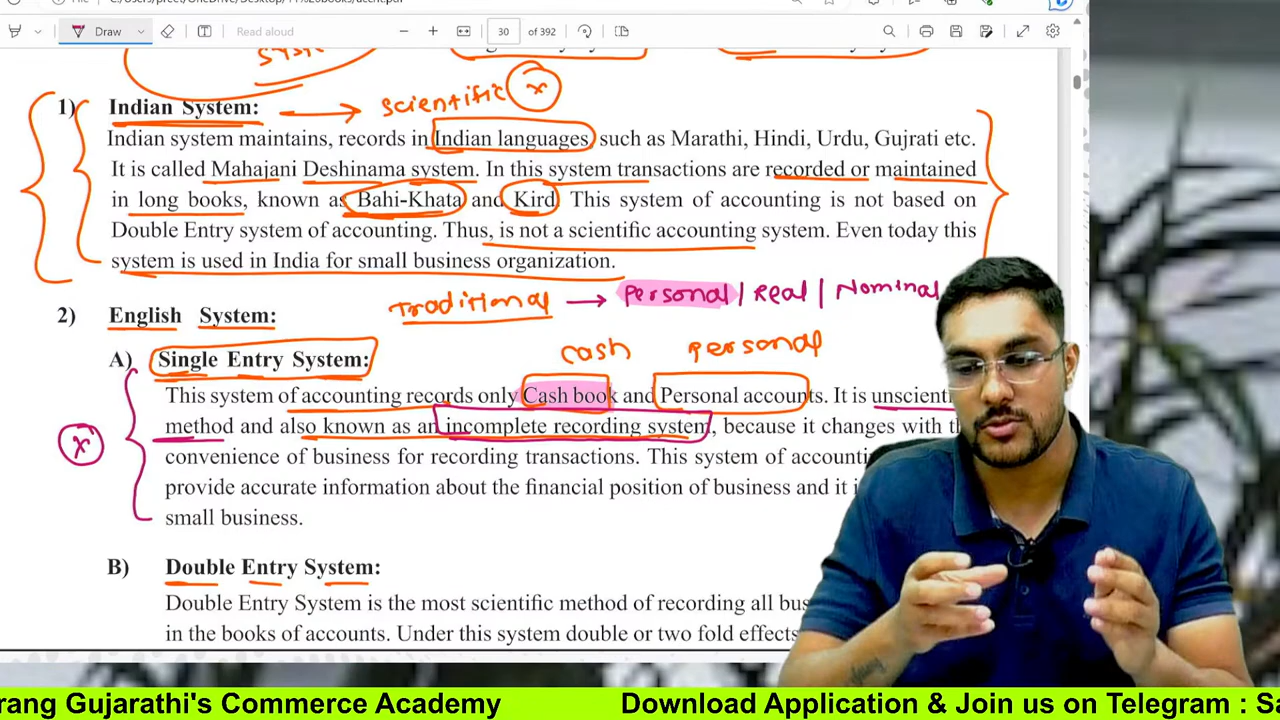 Draw
Read aloud
30 of 392
syste
1) Indian System: → scientific x
Indian system maintains, records in Indian languages, such as Marathi, Hindi, Urdu, Gujrati etc.
It is called Mahajani Deshinama system. In this system transactions are recorded or maintained
in long books, known as Bahi-Khata and Kird This system of accounting is not based on
Double Entry system of accounting. Thus, is not a scientific accounting system. Even today this
system is used in India for small business organization.
Traditional → Personal | Real | Nominal
2) English System:
cash Personal
A) Single Entry System:
This system of accounting records only Cash book and Personal accounts. It is unscienti
method and also known as an incomplete recording system, because it changes with th
x
convenience of business for recording transactions. This system of accounti
provide accurate information about the financial position of business and it i
small business.
B) Double Entry System:
Double Entry System is the most scientific method of recording all bus
in the books of accounts. Under this system double or two fold effects
rang Gujarathi's Commerce Academy Download Application & Join us on Telegram : Sa